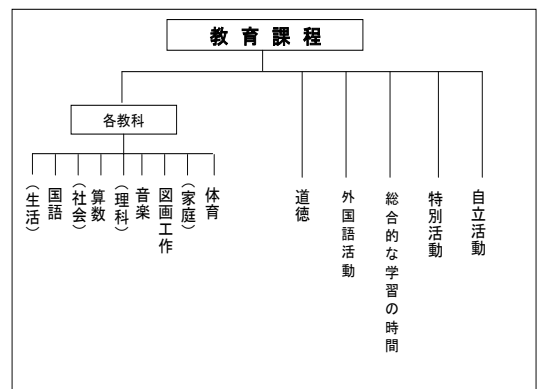 教育課程
各教科
（生活）
国語
（社会）
算数
（理科）
音楽
図画工作
（家庭）
体育
道徳
外国語活動
総合的な学習の時間
特別活動
自立活動